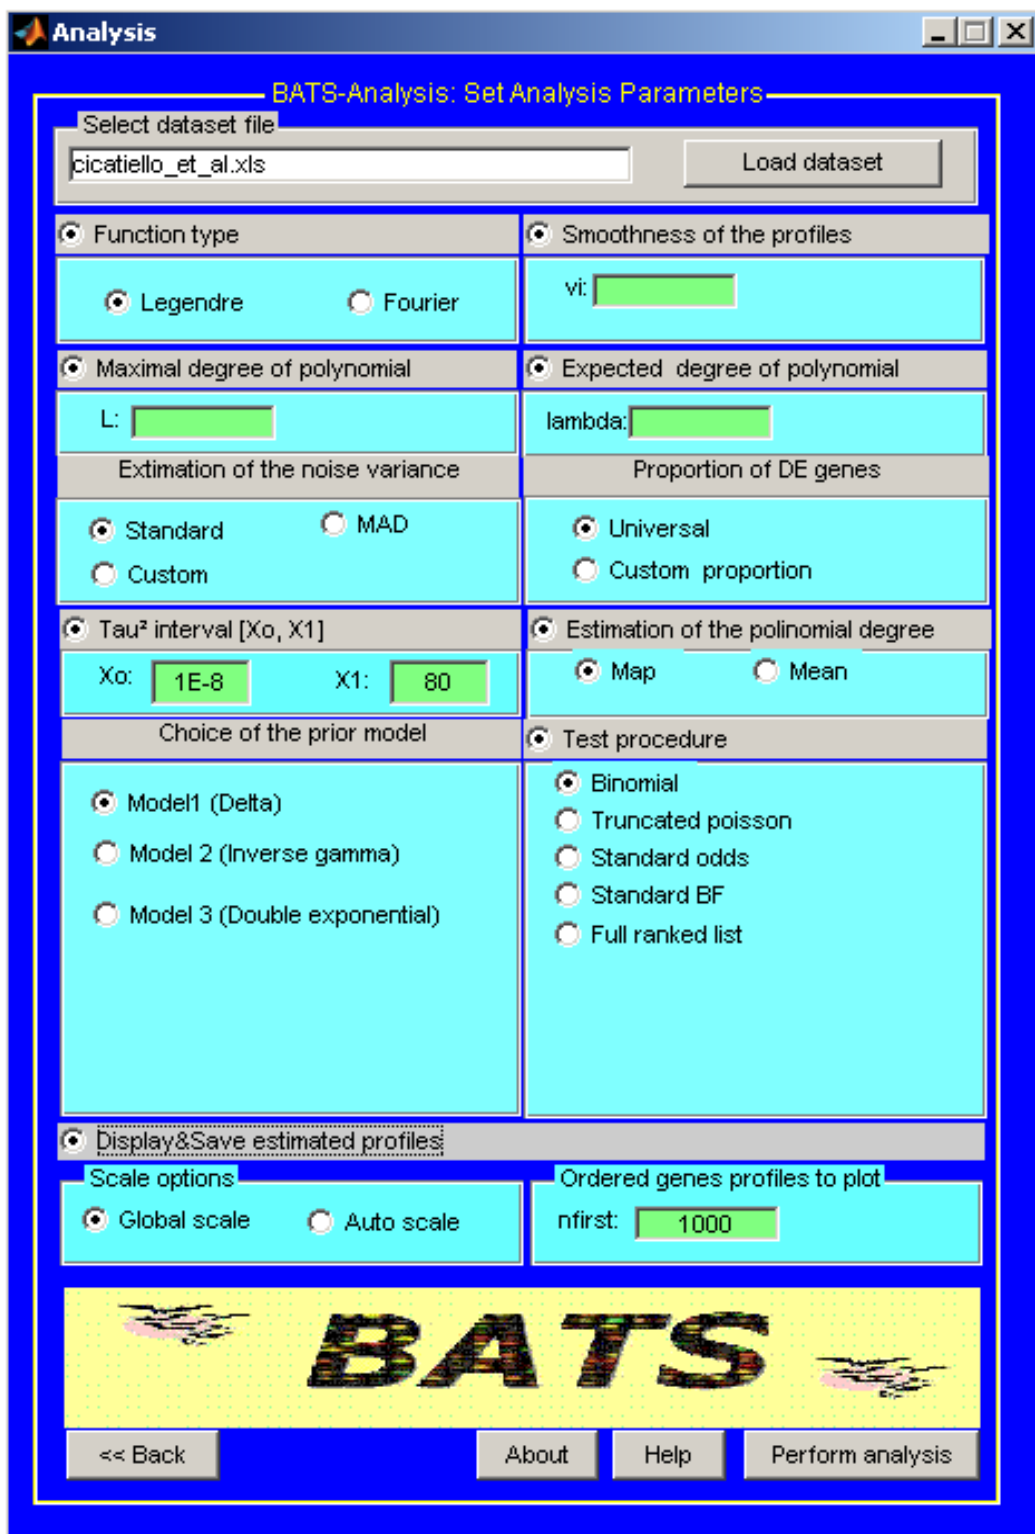 Analysis
BATS-Analysis: Set Analysis Parameters
Select dataset file
cicatiello_et_al.xls
Load dataset
Function type
Legendre
Fourier
Smoothness of the profiles
vi:
Maximal degree of polynomial
L:
Expected degree of polynomial
lambda:
Extimation of the noise variance
Standard
MAD
Custom
Proportion of DE genes
Universal
Custom proportion
Tau² interval [Xo, X1]
Xo: 1E-8 X1: 80
Estimation of the polinomial degree
Map
Mean
Choice of the prior model
Model1 (Delta)
Model 2 (Inverse gamma)
Model 3 (Double exponential)
Test procedure
Binomial
Truncated poisson
Standard odds
Standard BF
Full ranked list
Display&Save estimated profiles
Scale options
Global scale
Auto scale
Ordered genes profiles to plot
nfirst: 1000
BATS
<< Back
About
Help
Perform analysis